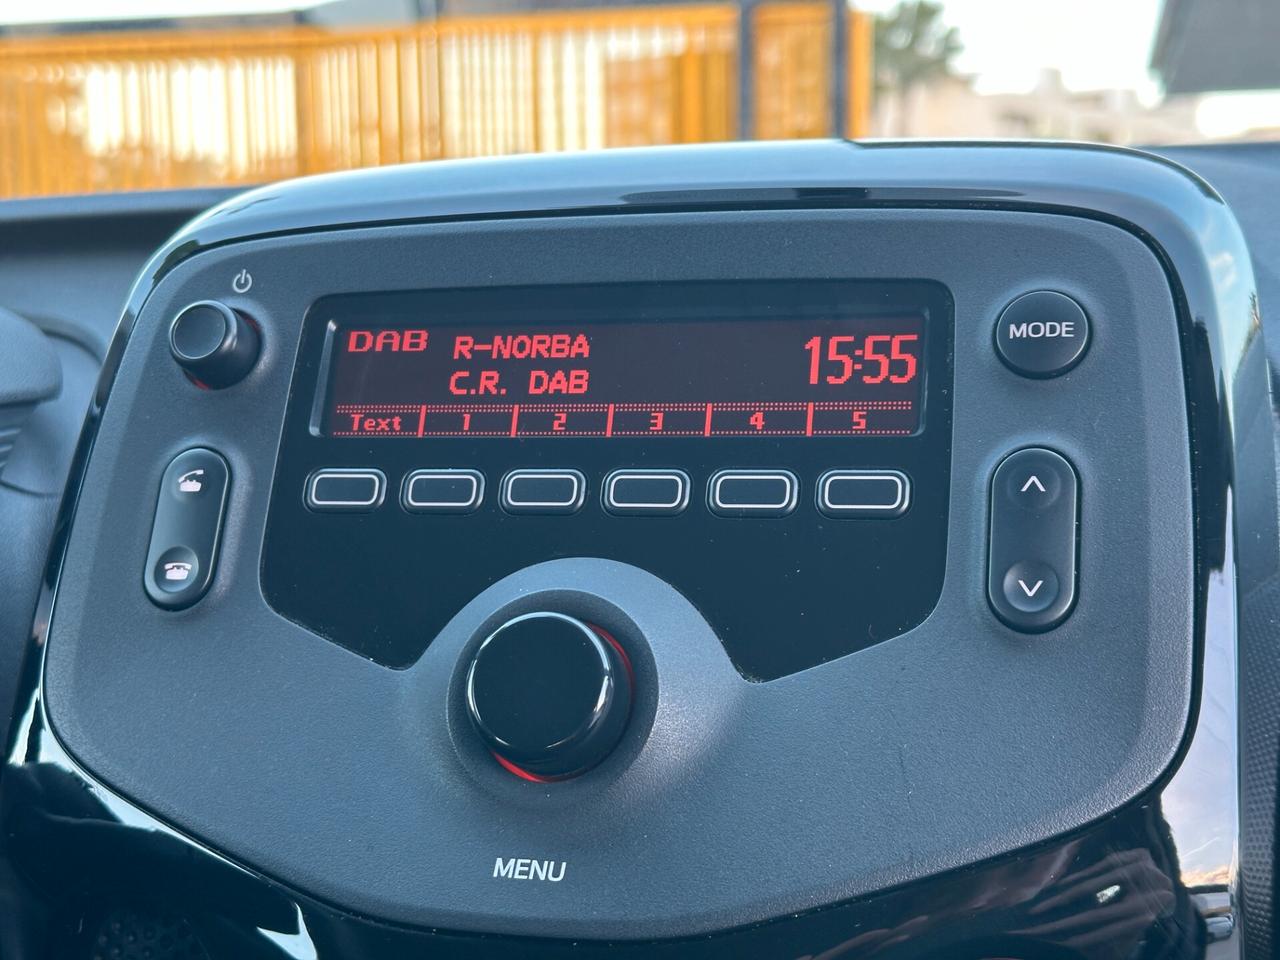 DAB R-NORBA 15:55
C.R. DAB
Text 1 2 3 4 5
MODE
MENU